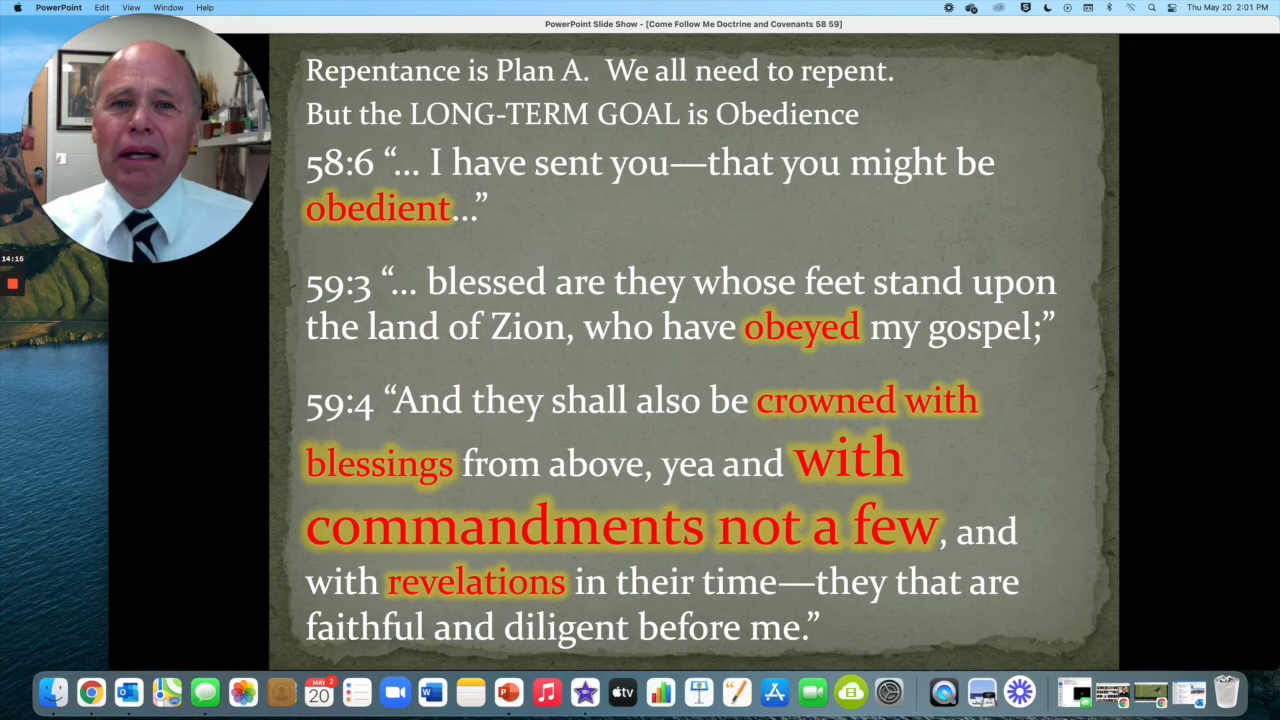 PowerPoint Edit View Window Help Thu May 20 2:01 PM
PowerPoint Slide Show - [Come Follow Me Doctrine and Covenants 58 59]
Repentance is Plan A. We all need to repent.
But the LONG-TERM GOAL is Obedience
58:6 “… I have sent you—that you might be
obedient…”
59:3 “… blessed are they whose feet stand upon
the land of Zion, who have obeyed my gospel;”
59:4 “And they shall also be crowned with
blessings from above, yea and with
commandments not a few, and
with revelations in their time—they that are
faithful and diligent before me.”
14:15
MAY 2
20
tv